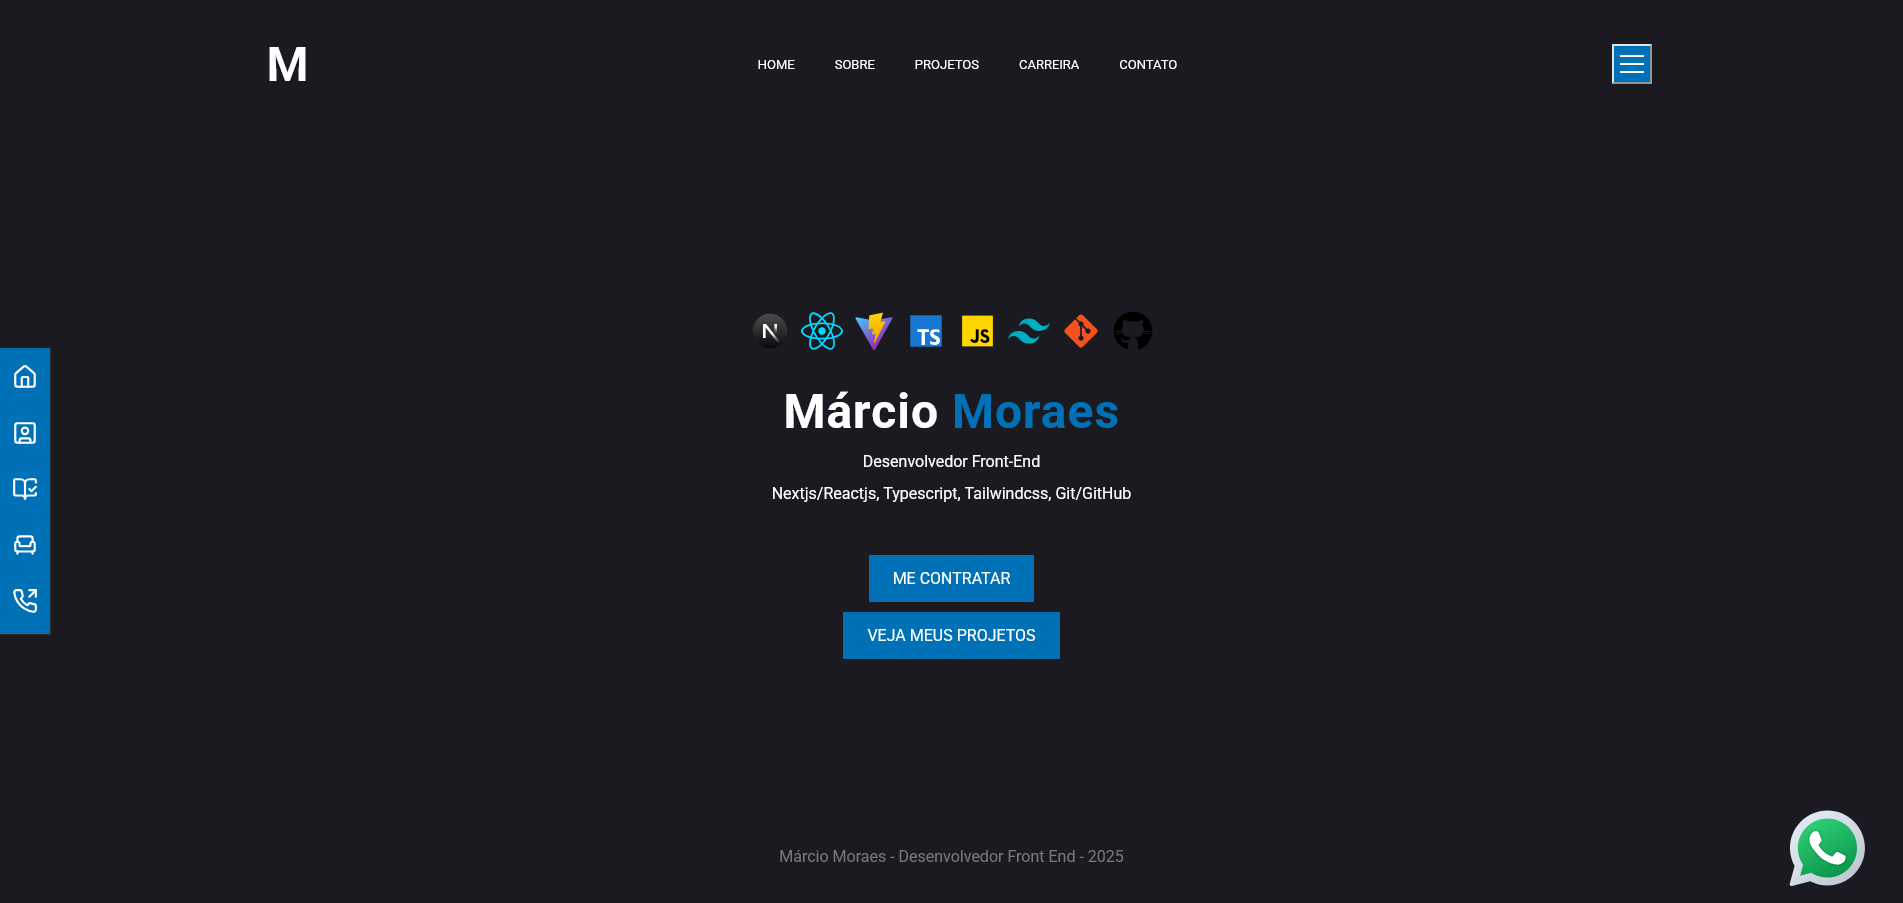 M
HOME SOBRE PROJETOS CARREIRA CONTATO
N TS JS
Márcio Moraes
Desenvolvedor Front-End
Nextjs/Reactjs, Typescript, Tailwindcss, Git/GitHub
ME CONTRATAR
VEJA MEUS PROJETOS
Márcio Moraes - Desenvolvedor Front End - 2025